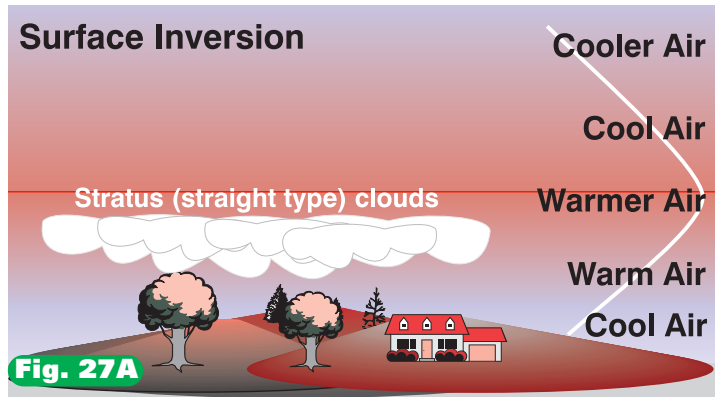 Surface Inversion
Cooler Air
Cool Air
Stratus (straight type) clouds
Warmer Air
Warm Air
Cool Air
Fig. 27A